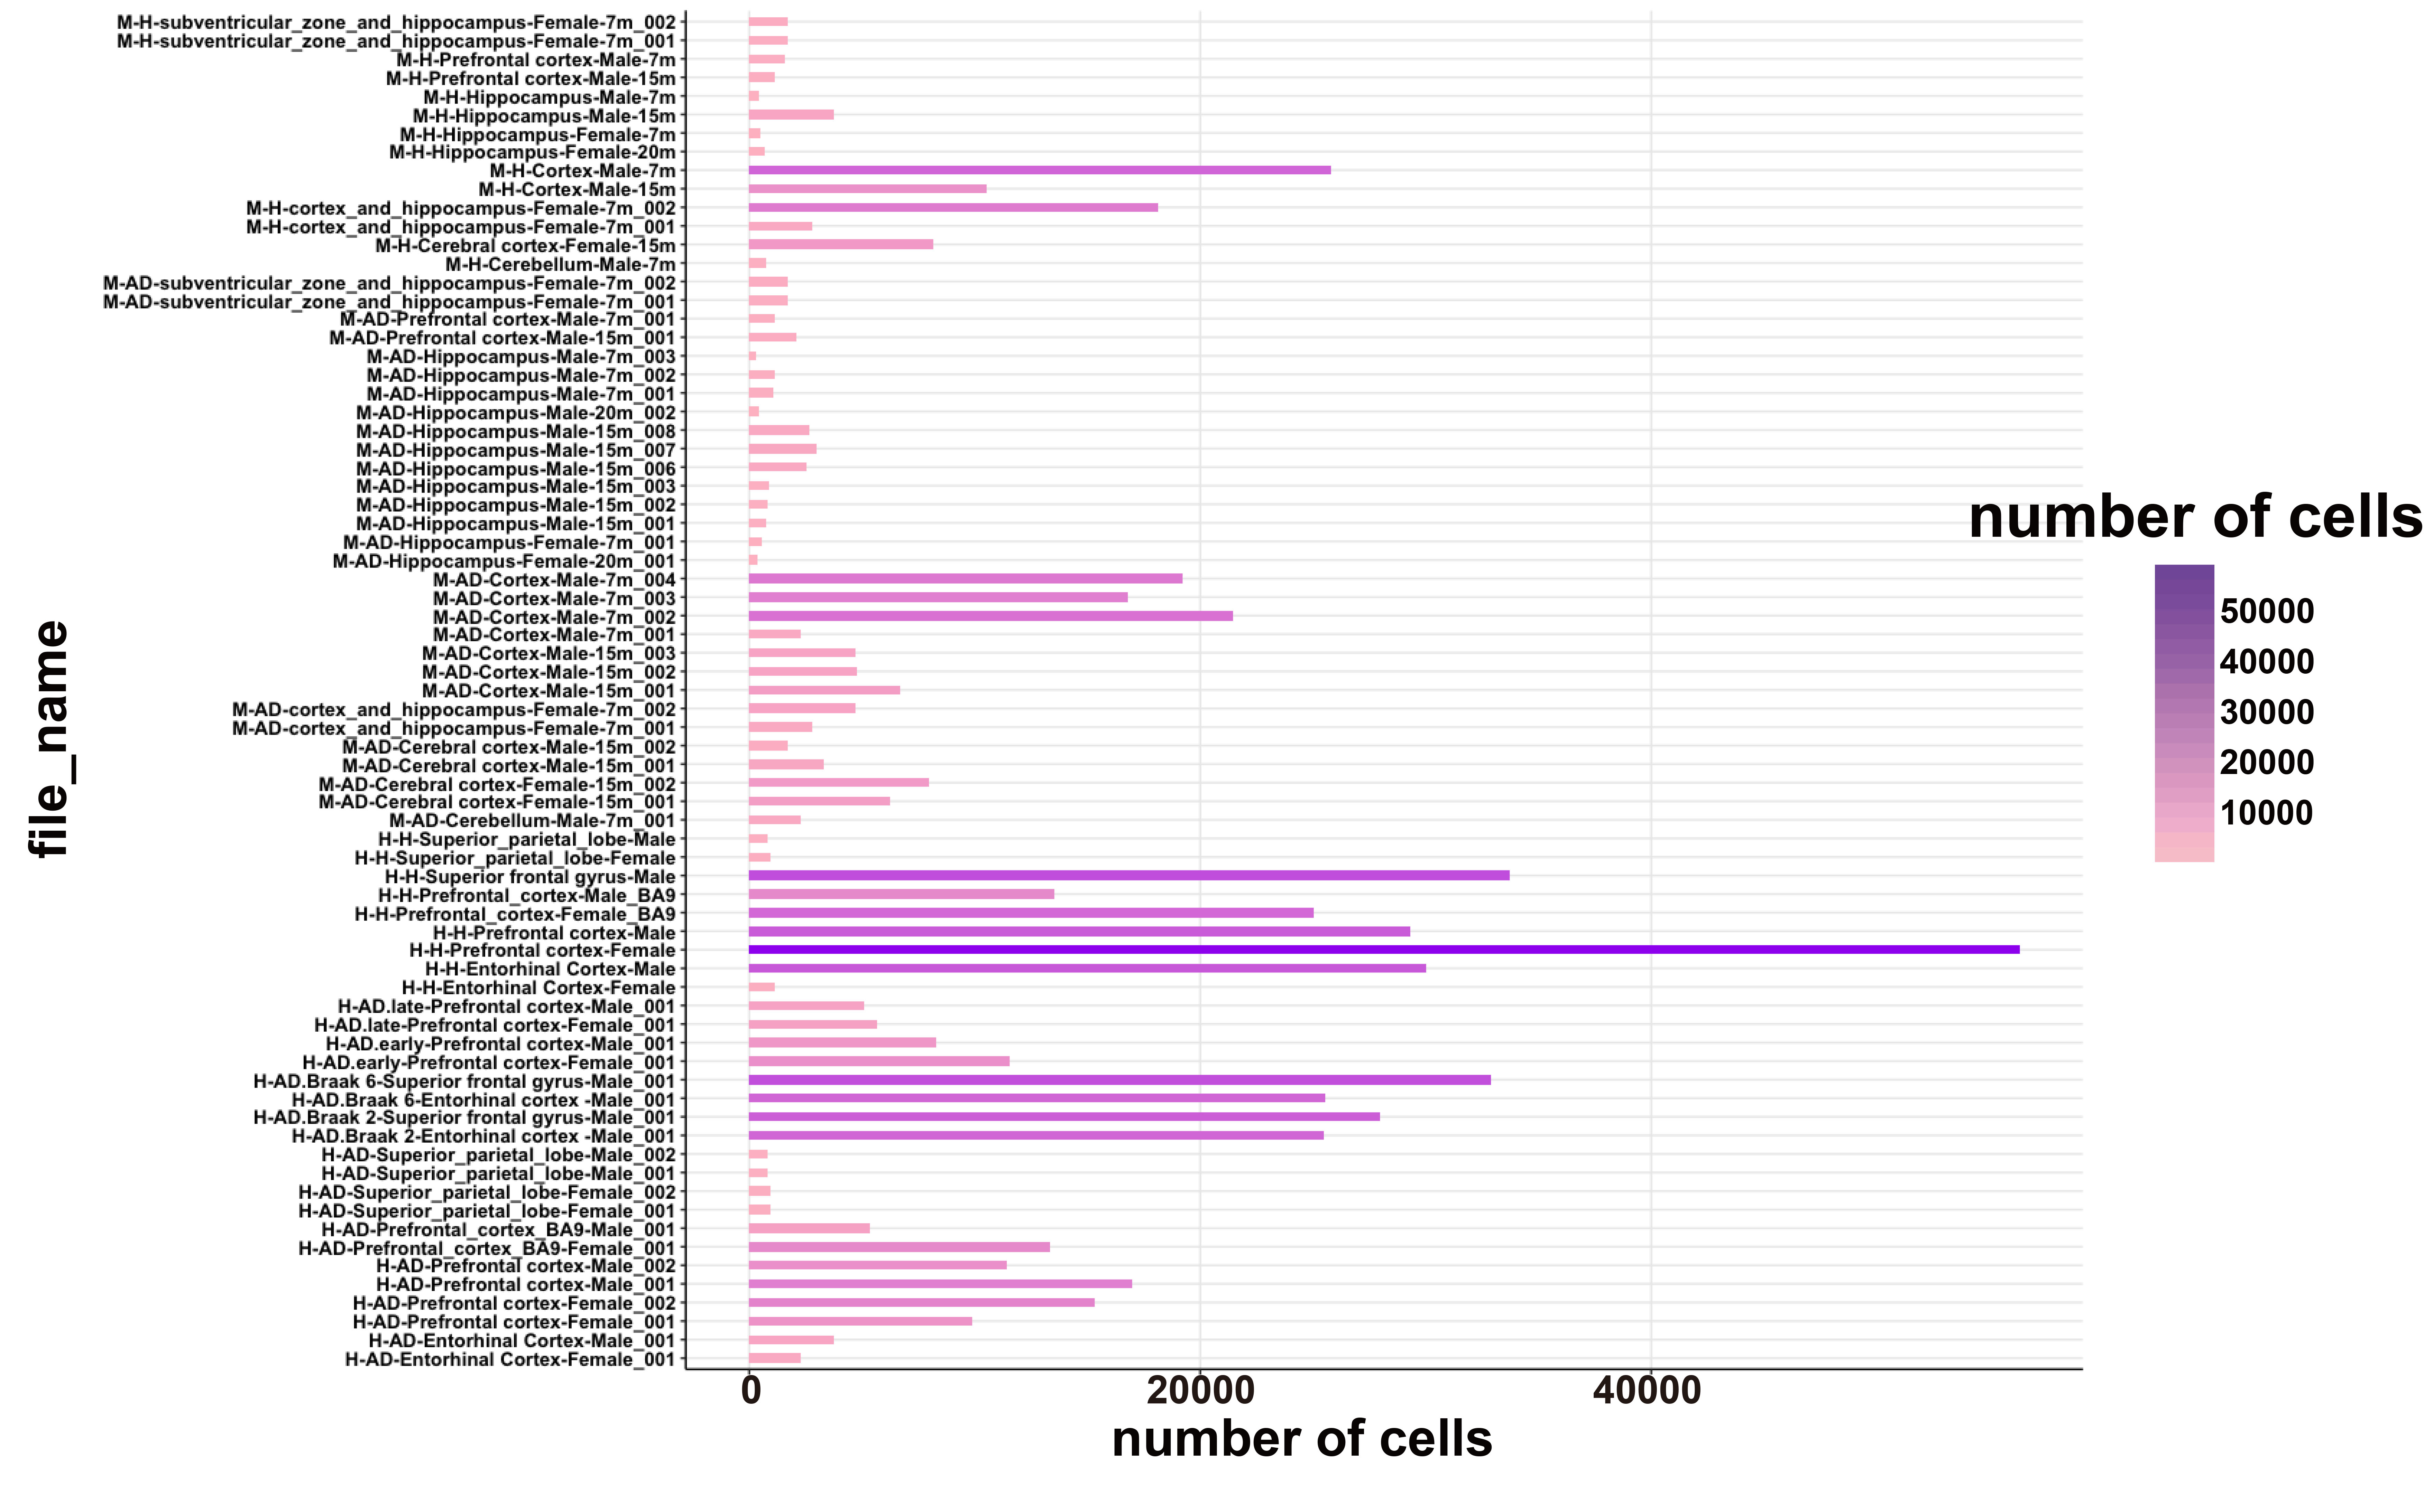 M-H-subventricular_zone_and_hippocampus-Female-7m_002
M-H-subventricular_zone_and_hippocampus-Female-7m_001
M-H-Prefrontal cortex-Male-7m
M-H-Prefrontal cortex-Male-15m
M-H-Hippocampus-Male-7m
M-H-Hippocampus-Male-15m
M-H-Hippocampus-Female-7m
M-H-Hippocampus-Female-20m
M-H-Cortex-Male-7m
M-H-Cortex-Male-15m
M-H-cortex_and_hippocampus-Female-7m_002
M-H-cortex_and_hippocampus-Female-7m_001
M-H-Cerebral cortex-Female-15m
M-H-Cerebellum-Male-7m
M-AD-subventricular_zone_and_hippocampus-Female-7m_002
M-AD-subventricular_zone_and_hippocampus-Female-7m_001
M-AD-Prefrontal cortex-Male-7m_001
M-AD-Prefrontal cortex-Male-15m_001
M-AD-Hippocampus-Male-7m_003
M-AD-Hippocampus-Male-7m_002
M-AD-Hippocampus-Male-7m_001
M-AD-Hippocampus-Male-20m_002
M-AD-Hippocampus-Male-15m_008
M-AD-Hippocampus-Male-15m_007
M-AD-Hippocampus-Male-15m_006
M-AD-Hippocampus-Male-15m_003
M-AD-Hippocampus-Male-15m_002
M-AD-Hippocampus-Male-15m_001
M-AD-Hippocampus-Female-7m_001
M-AD-Hippocampus-Female-20m_001
M-AD-Cortex-Male-7m_004
M-AD-Cortex-Male-7m_003
M-AD-Cortex-Male-7m_002
M-AD-Cortex-Male-7m_001
M-AD-Cortex-Male-15m_003
M-AD-Cortex-Male-15m_002
M-AD-Cortex-Male-15m_001
M-AD-cortex_and_hippocampus-Female-7m_002
M-AD-cortex_and_hippocampus-Female-7m_001
M-AD-Cerebral cortex-Male-15m_002
M-AD-Cerebral cortex-Male-15m_001
M-AD-Cerebral cortex-Female-15m_002
M-AD-Cerebral cortex-Female-15m_001
M-AD-Cerebellum-Male-7m_001
H-H-Superior_parietal_lobe-Male
H-H-Superior_parietal_lobe-Female
H-H-Superior frontal gyrus-Male
H-H-Prefrontal_cortex-Male_BA9
H-H-Prefrontal_cortex-Female_BA9
H-H-Prefrontal cortex-Male
H-H-Prefrontal cortex-Female
H-H-Entorhinal Cortex-Male
H-H-Entorhinal Cortex-Female
H-AD.late-Prefrontal cortex-Male_001
H-AD.late-Prefrontal cortex-Female_001
H-AD.early-Prefrontal cortex-Male_001
H-AD.early-Prefrontal cortex-Female_001
H-AD.Braak 6-Superior frontal gyrus-Male_001
H-AD.Braak 6-Entorhinal cortex -Male_001
H-AD.Braak 2-Superior frontal gyrus-Male_001
H-AD.Braak 2-Entorhinal cortex -Male_001
H-AD-Superior_parietal_lobe-Male_002
H-AD-Superior_parietal_lobe-Male_001
H-AD-Superior_parietal_lobe-Female_002
H-AD-Superior_parietal_lobe-Female_001
H-AD-Prefrontal_cortex_BA9-Male_001
H-AD-Prefrontal_cortex_BA9-Female_001
H-AD-Prefrontal cortex-Male_002
H-AD-Prefrontal cortex-Male_001
H-AD-Prefrontal cortex-Female_002
H-AD-Prefrontal cortex-Female_001
H-AD-Entorhinal Cortex-Male_001
H-AD-Entorhinal Cortex-Female_001
file_name
0 20000 40000
number of cells
number of cells
50000
40000
30000
20000
10000